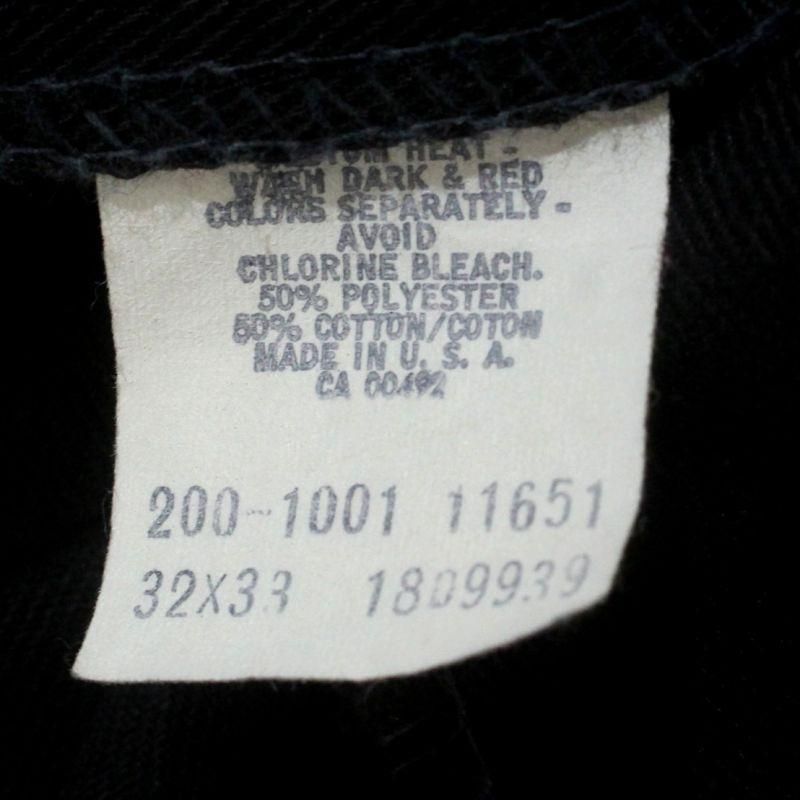 HEAT -
WASH DARK & RED
COLORS SEPARATELY -
AVOID
CHLORINE BLEACH.
50% POLYESTER
50% COTTON/COTON
MADE IN U. S. A.
CA 00492
200-1001 11651
32X33 1809939